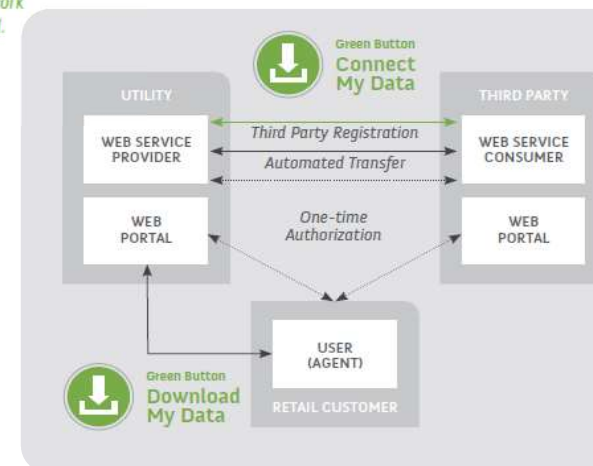 Green Button
Connect
My Data
UTILITY
THIRD PARTY
WEB SERVICE
PROVIDER
Third Party Registration
Automated Transfer
WEB SERVICE
CONSUMER
WEB
PORTAL
One-time
Authorization
WEB
PORTAL
USER
(AGENT)
RETAIL CUSTOMER
Green Button
Download
My Data